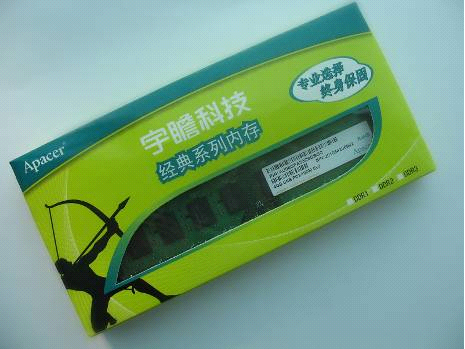 Apacer
宇瞻科技
经典系列内存
专业选择
终身保固
DDR1 DDR2 DDR3